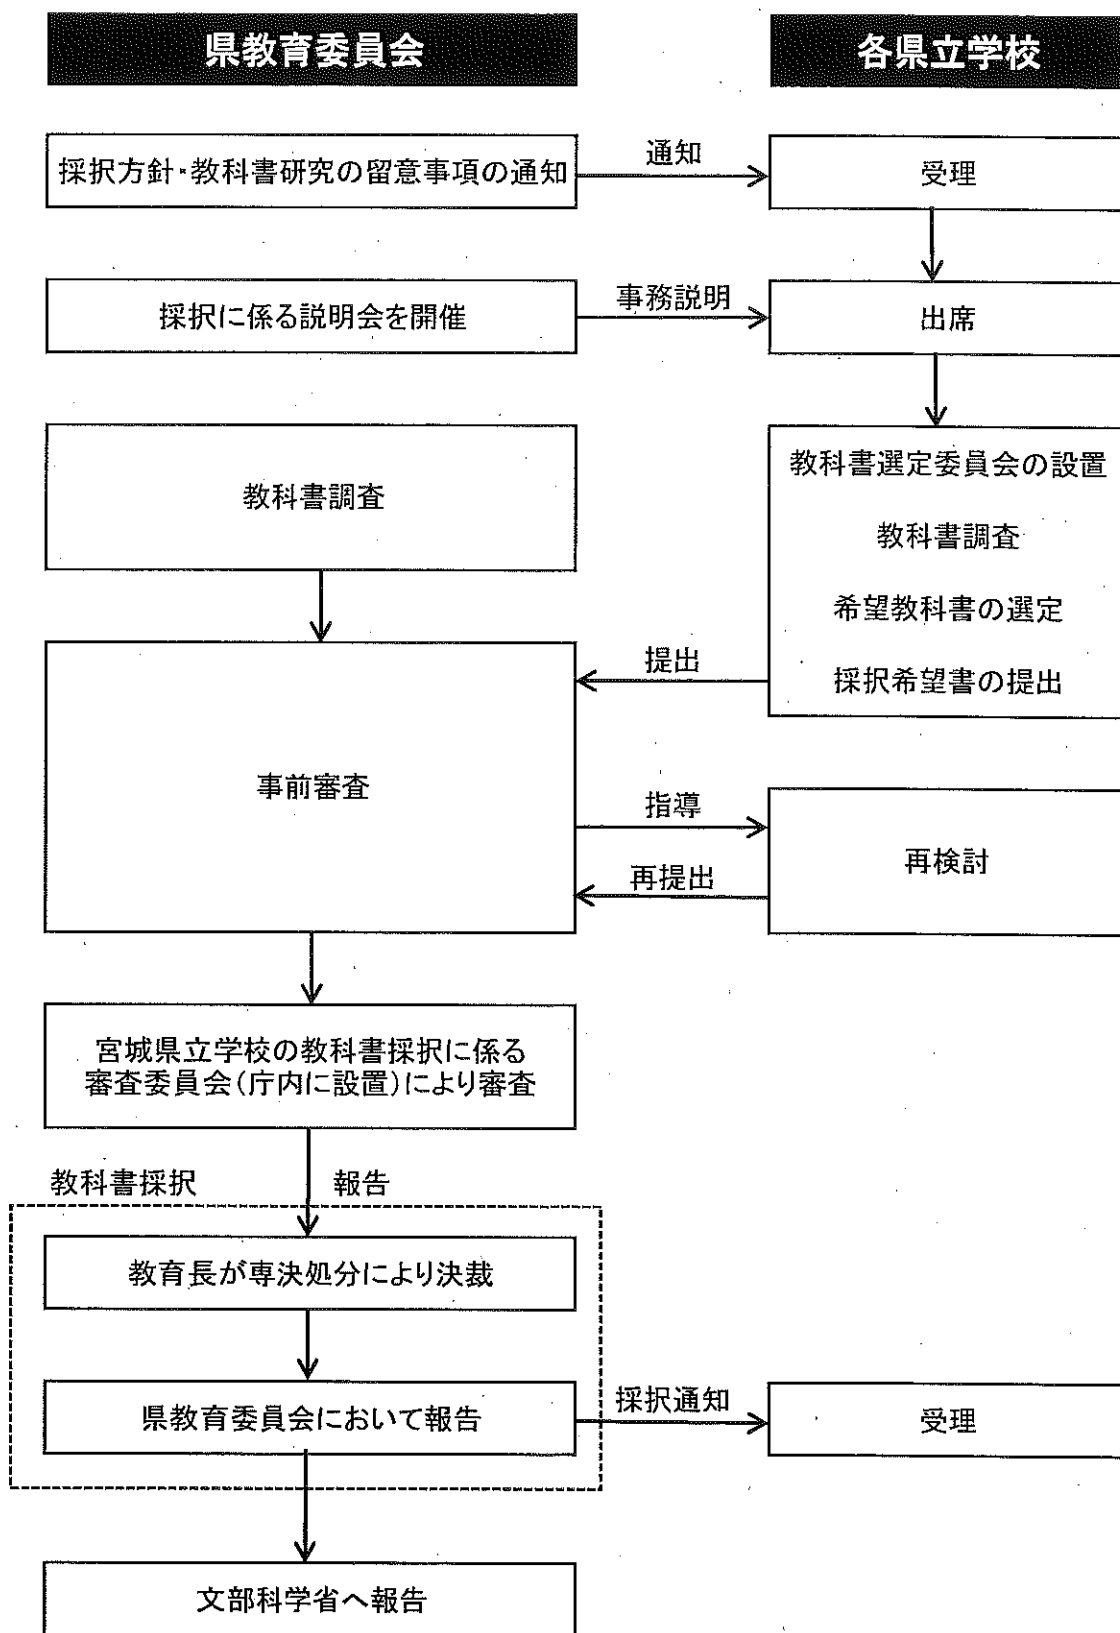 県教育委員会
各県立学校
採択方針・教科書研究の留意事項の通知
通知
受理
採択に係る説明会を開催
事務説明
出席
教科書調査
教科書選定委員会の設置
教科書調査
希望教科書の選定
採択希望書の提出
提出
事前審査
指導
再検討
再提出
宮城県立学校の教科書採択に係る
審査委員会(庁内に設置)により審査
教科書採択
報告
教育長が専決処分により決裁
県教育委員会において報告
採択通知
受理
文部科学省へ報告